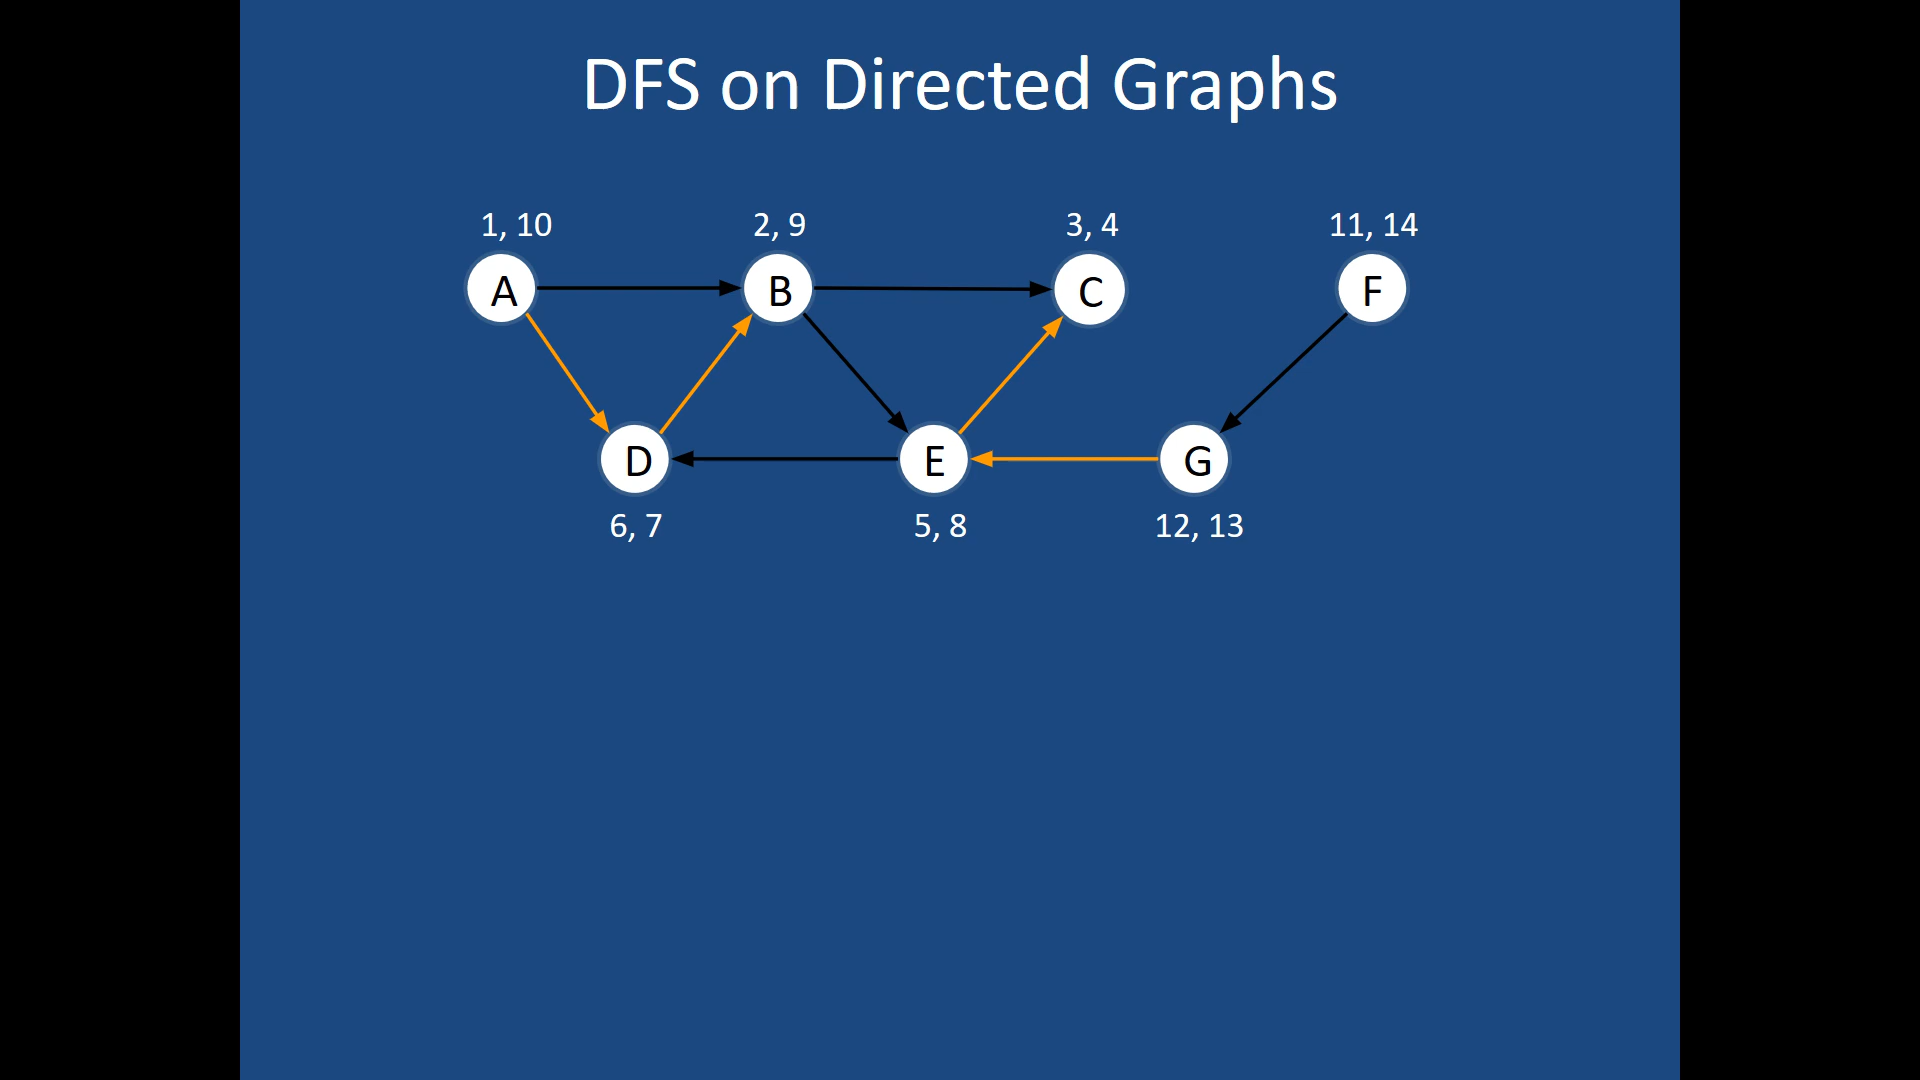 DFS on Directed Graphs
1, 10 2, 9 3, 4 11, 14
A B C F
D E G
6, 7 5, 8 12, 13